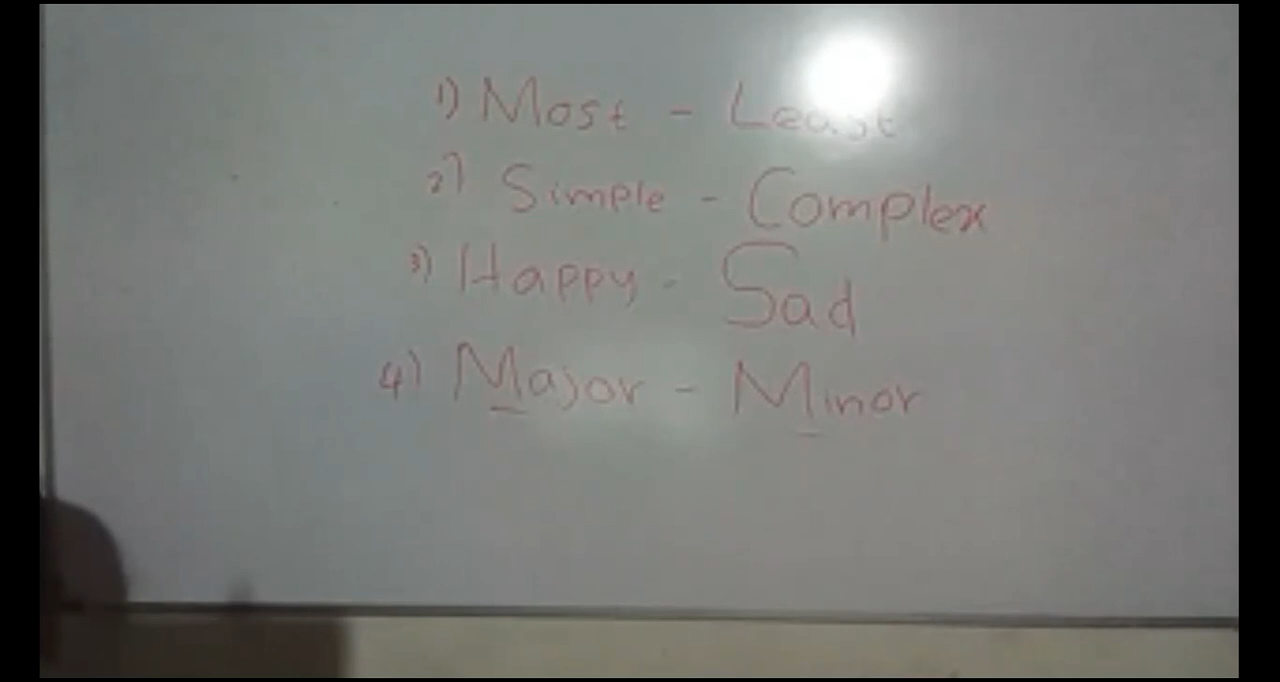 1) Most - Least
2) Simple - Complex
3) Happy - Sad
4) Major - Minor